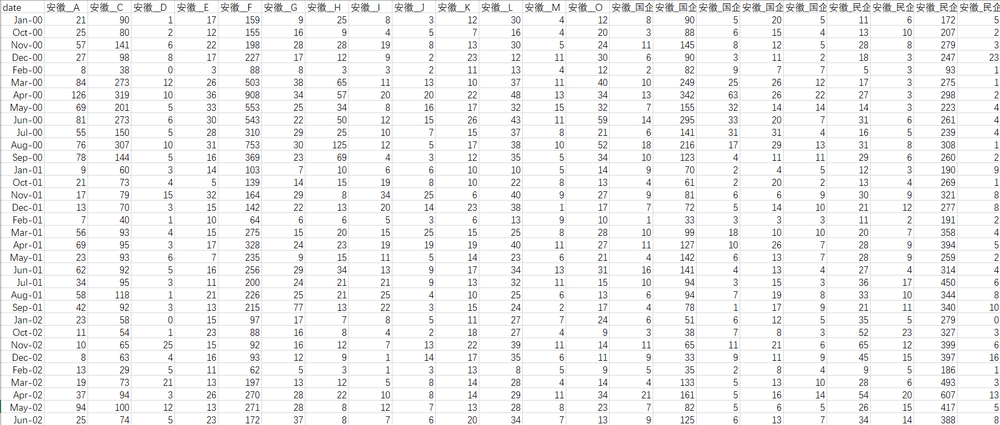 date 安徽__A 安徽__C 安徽__D 安徽__E 安徽__F 安徽__G 安徽__H 安徽__I 安徽__J 安徽__K 安徽__L 安徽__M 安徽__O 安徽_国企 安徽_国企 安徽_国企 安徽_国企 安徽_国企 安徽_民企 安徽_民企 安徽_民企 安徽_民企
Jan-00 21 90 1 17 159 9 25 8 3 12 30 4 12 8 90 5 20 5 11 6 172 5
Oct-00 25 80 2 12 155 16 9 4 5 7 16 4 20 3 88 6 15 4 13 10 207 2
Nov-00 57 141 6 22 198 28 28 19 8 13 30 5 24 11 145 8 12 5 28 8 279 3
Dec-00 27 98 8 17 227 17 12 9 2 23 12 11 30 6 90 3 11 2 18 3 247 23
Feb-00 8 38 0 3 88 8 3 3 2 11 13 4 12 2 82 9 7 7 5 3 93 1
Mar-00 84 273 12 26 503 38 65 11 13 10 37 11 40 10 249 25 26 12 17 3 275 1
Apr-00 126 319 10 36 908 34 57 20 20 22 48 13 34 13 342 63 26 22 27 3 298 2
May-00 69 201 5 33 553 25 34 8 16 17 32 15 32 7 155 32 14 14 14 3 223 4
Jun-00 81 273 6 30 543 22 50 12 15 26 43 11 59 14 295 33 20 7 31 6 261 4
Jul-00 55 150 5 28 310 29 25 10 7 15 37 8 21 6 141 31 31 4 16 5 239 4
Aug-00 76 307 10 31 753 30 125 12 5 17 38 10 52 18 216 17 29 13 31 8 308 1
Sep-00 78 144 5 16 369 23 69 4 3 12 35 5 34 10 123 4 11 11 29 6 260 2
Jan-01 9 60 3 14 103 7 10 6 6 10 10 5 14 9 70 2 4 5 12 3 190 9
Oct-01 21 73 4 5 139 14 15 19 8 10 22 8 13 4 61 2 20 2 13 4 269 1
Nov-01 17 79 15 32 164 29 8 34 25 6 40 9 27 9 81 6 6 9 30 9 321 8
Dec-01 13 70 3 15 142 22 13 20 14 23 38 1 17 7 72 5 14 10 21 12 277 8
Feb-01 7 40 1 10 64 6 6 5 3 6 13 9 10 1 33 3 3 3 11 2 191 2
Mar-01 56 93 4 15 275 15 20 15 25 15 25 8 28 10 99 18 10 10 20 7 358 4
Apr-01 69 95 3 17 328 24 23 19 19 19 40 11 27 11 127 10 26 7 28 9 394 5
May-01 23 93 6 7 235 9 15 11 5 14 23 6 21 4 142 6 13 7 28 9 259 2
Jun-01 62 92 5 16 256 29 34 13 9 17 34 13 31 16 141 4 13 4 27 4 314 4
Jul-01 34 95 3 11 200 24 21 21 9 13 32 11 15 10 94 3 15 3 36 17 450 6
Aug-01 58 118 1 21 226 25 21 25 4 10 25 6 13 6 94 7 19 8 33 10 344 8
Sep-01 42 92 3 13 215 77 13 22 3 15 24 2 17 4 78 1 17 9 21 11 340 10
Jan-02 23 58 0 15 97 17 7 8 5 11 27 7 24 6 51 6 12 5 35 5 279 0
Oct-02 11 54 1 23 88 16 8 4 2 18 27 4 9 3 38 7 8 3 52 23 327 3
Nov-02 10 65 25 15 92 16 12 7 13 22 39 11 14 11 65 11 21 6 65 12 399 6
Dec-02 8 63 4 16 93 12 9 1 14 17 35 6 11 9 33 9 11 9 45 15 397 16
Feb-02 13 29 5 11 62 5 3 1 3 13 8 5 9 5 35 2 8 4 9 5 186 1
Mar-02 19 73 21 13 197 13 12 5 8 14 28 4 14 4 133 5 13 10 28 6 493 3
Apr-02 37 94 3 26 270 28 22 10 8 14 29 11 34 21 161 5 16 14 54 20 607 13
May-02 94 100 12 13 271 28 8 12 7 13 28 8 23 7 82 5 6 5 26 15 417 5
Jun-02 25 74 5 23 172 37 8 7 6 20 34 7 13 9 125 6 13 7 34 14 388 8